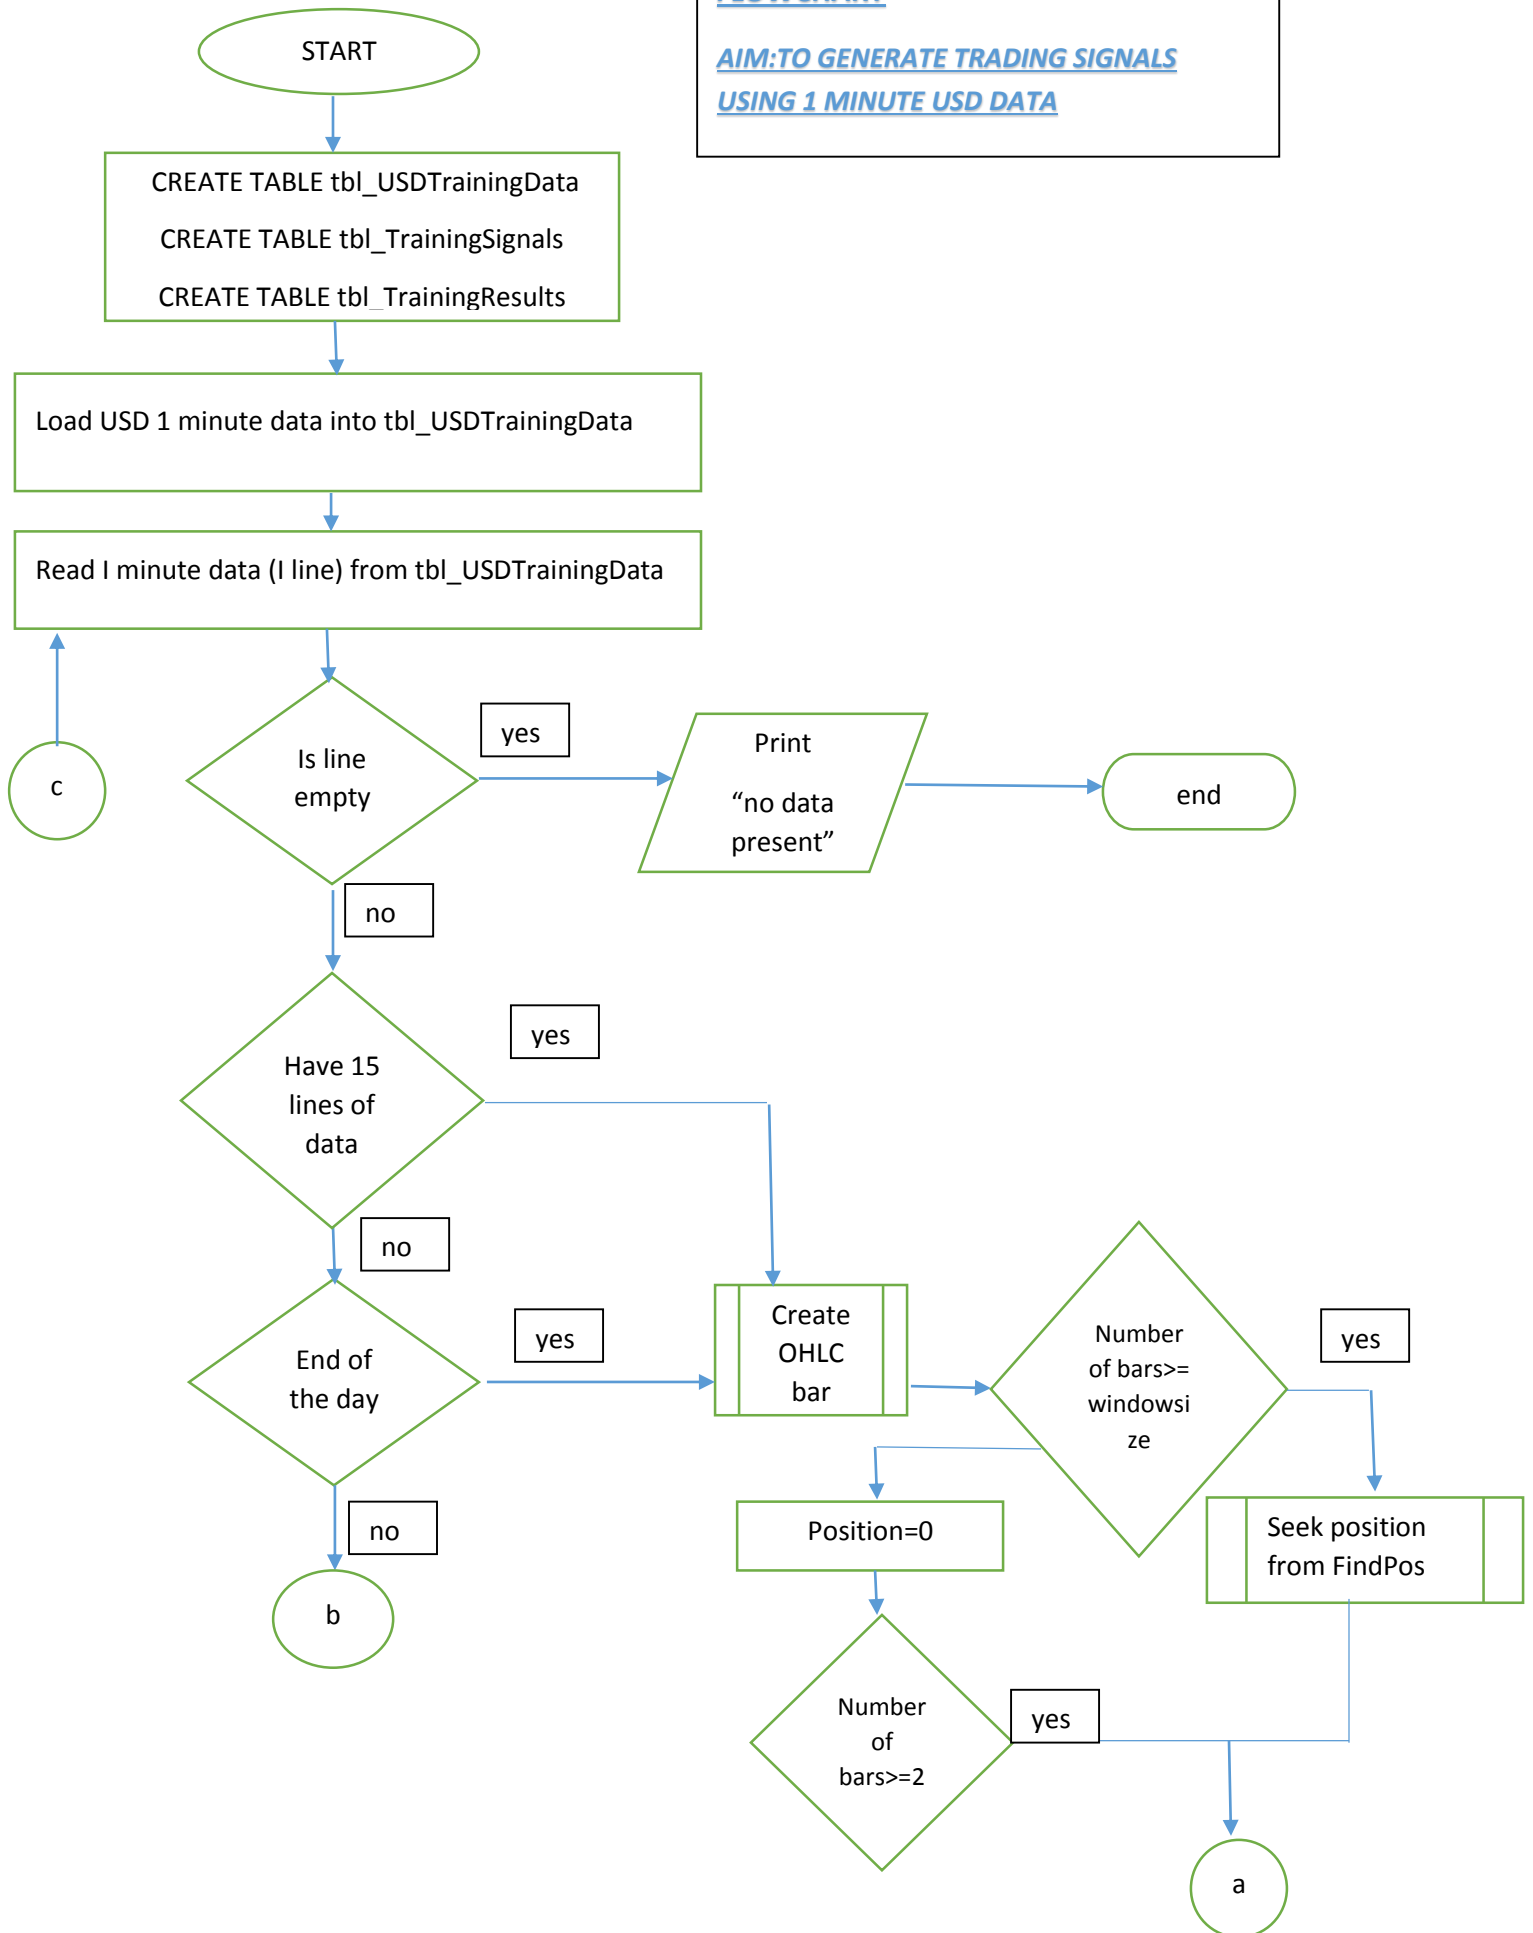 FLOWCHART
AIM:TO GENERATE TRADING SIGNALS
USING 1 MINUTE USD DATA
START
CREATE TABLE tbl_USDTrainingData
CREATE TABLE tbl_TrainingSignals
CREATE TABLE tbl_TrainingResults
Load USD 1 minute data into tbl_USDTrainingData
Read I minute data (I line) from tbl_USDTrainingData
c
Is line
empty
yes
Print
“no data
present”
end
no
Have 15
lines of
data
yes
no
End of
the day
yes
Create
OHLC
bar
Number
of bars>=
windowsi
ze
yes
no
b
Position=0
Seek position
from FindPos
Number
of
bars>=2
yes
a